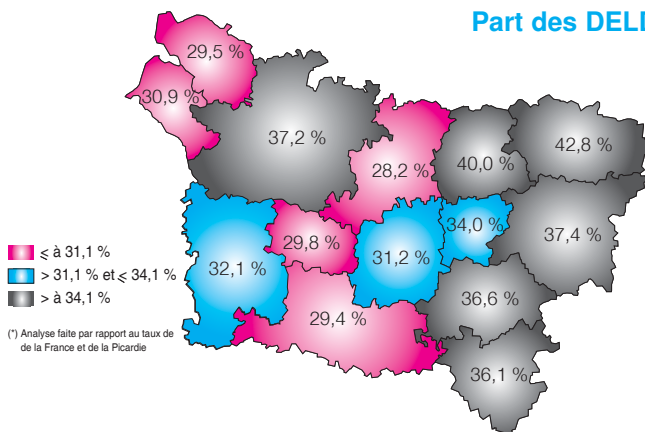 Part des DELD
29,5 %
30,9 %
37,2 %
28,2 %
40,0 %
42,8 %
34,0 %
37,4 %
29,8 %
31,2 %
32,1 %
36,6 %
29,4 %
36,1 %
⩽ à 31,1 %
> 31,1 % et ⩽ 34,1 %
> à 34,1 %
(*) Analyse faite par rapport au taux de
de la France et de la Picardie